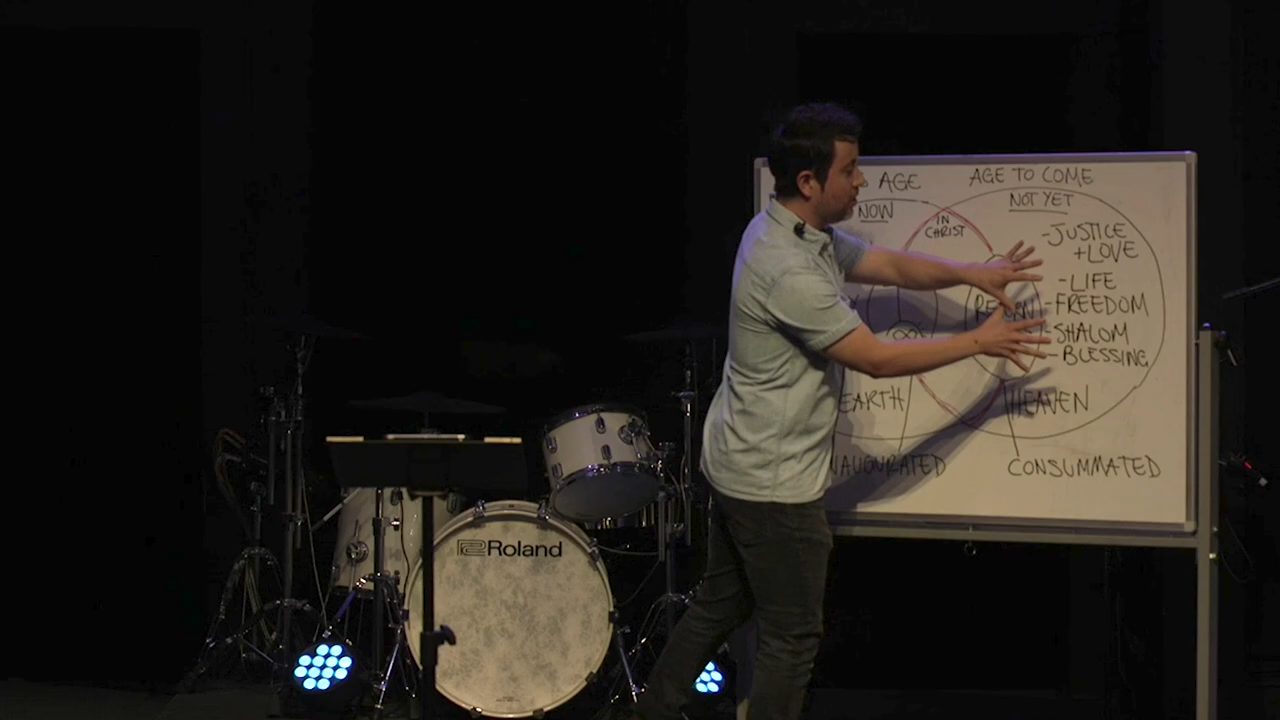 AGE
AGE TO COME
NOW
NOT YET
IN
CHRIST
-JUSTICE
+LOVE
-LIFE
-FREEDOM
-SHALOM
-BLESSING
EARTH
HEAVEN
NAUGURATED
CONSUMMATED
Roland